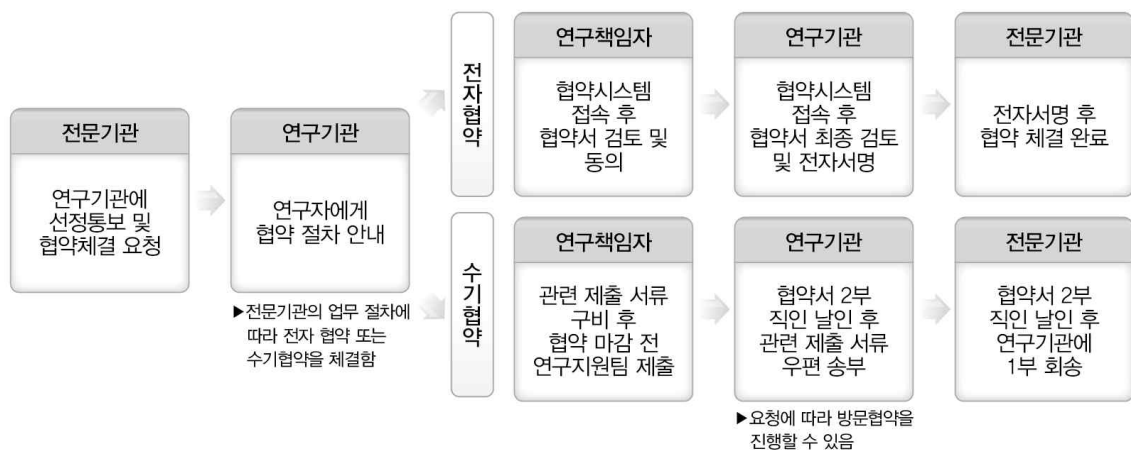 전문기관
연구기관에
선정통보 및
협약체결 요청
연구기관
연구자에게
협약 절차 안내
▶전문기관의 업무 절차에
따라 전자 협약 또는
수기협약을 체결함
전자협약
연구책임자
협약시스템
접속 후
협약서 검토 및
동의
연구기관
협약시스템
접속 후
협약서 최종 검토
및 전자서명
전문기관
전자서명 후
협약 체결 완료
수기협약
연구책임자
관련 제출 서류
구비 후
협약 마감 전
연구지원팀 제출
연구기관
협약서 2부
직인 날인 후
관련 제출 서류
우편 송부
▶요청에 따라 방문협약을
진행할 수 있음
전문기관
협약서 2부
직인 날인 후
연구기관에
1부 회송